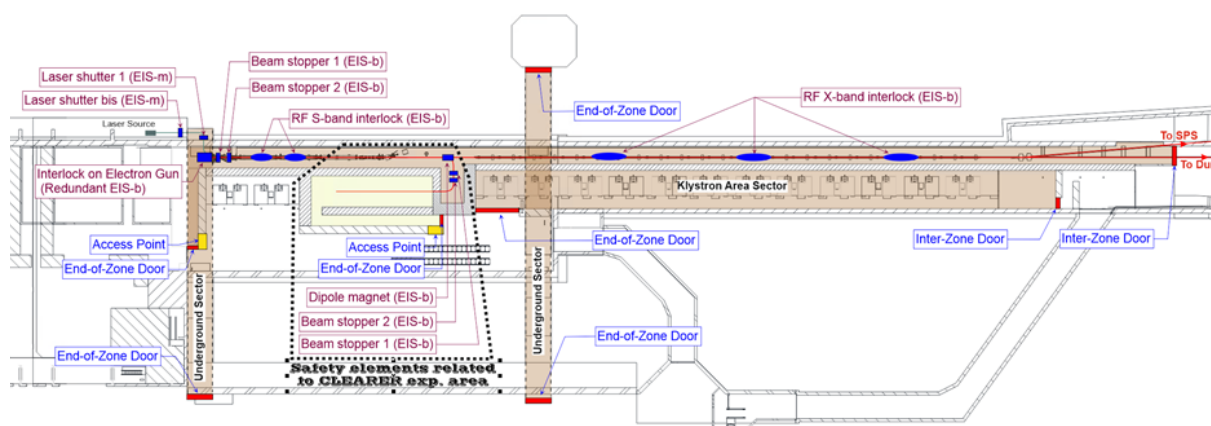 Beam stopper 1 (EIS-b)
Beam stopper 2 (EIS-b)
Laser shutter 1 (EIS-m)
Laser shutter bis (EIS-m)
RF S-band interlock (EIS-b)
End-of-Zone Door
RF X-band interlock (EIS-b)
Laser Source
To SPS
To Du
Interlock on Electron Gun
(Redundant EIS-b)
Klystron Area Sector
Access Point
End-of-Zone Door
Access Point
End-of-Zone Door
End-of-Zone Door
Inter-Zone Door
Inter-Zone Door
Underground Sector
Underground Sector
Dipole magnet (EIS-b)
Beam stopper 2 (EIS-b)
Beam stopper 1 (EIS-b)
End-of-Zone Door
End-of-Zone Door
Safety elements related
to CLEARER exp. area